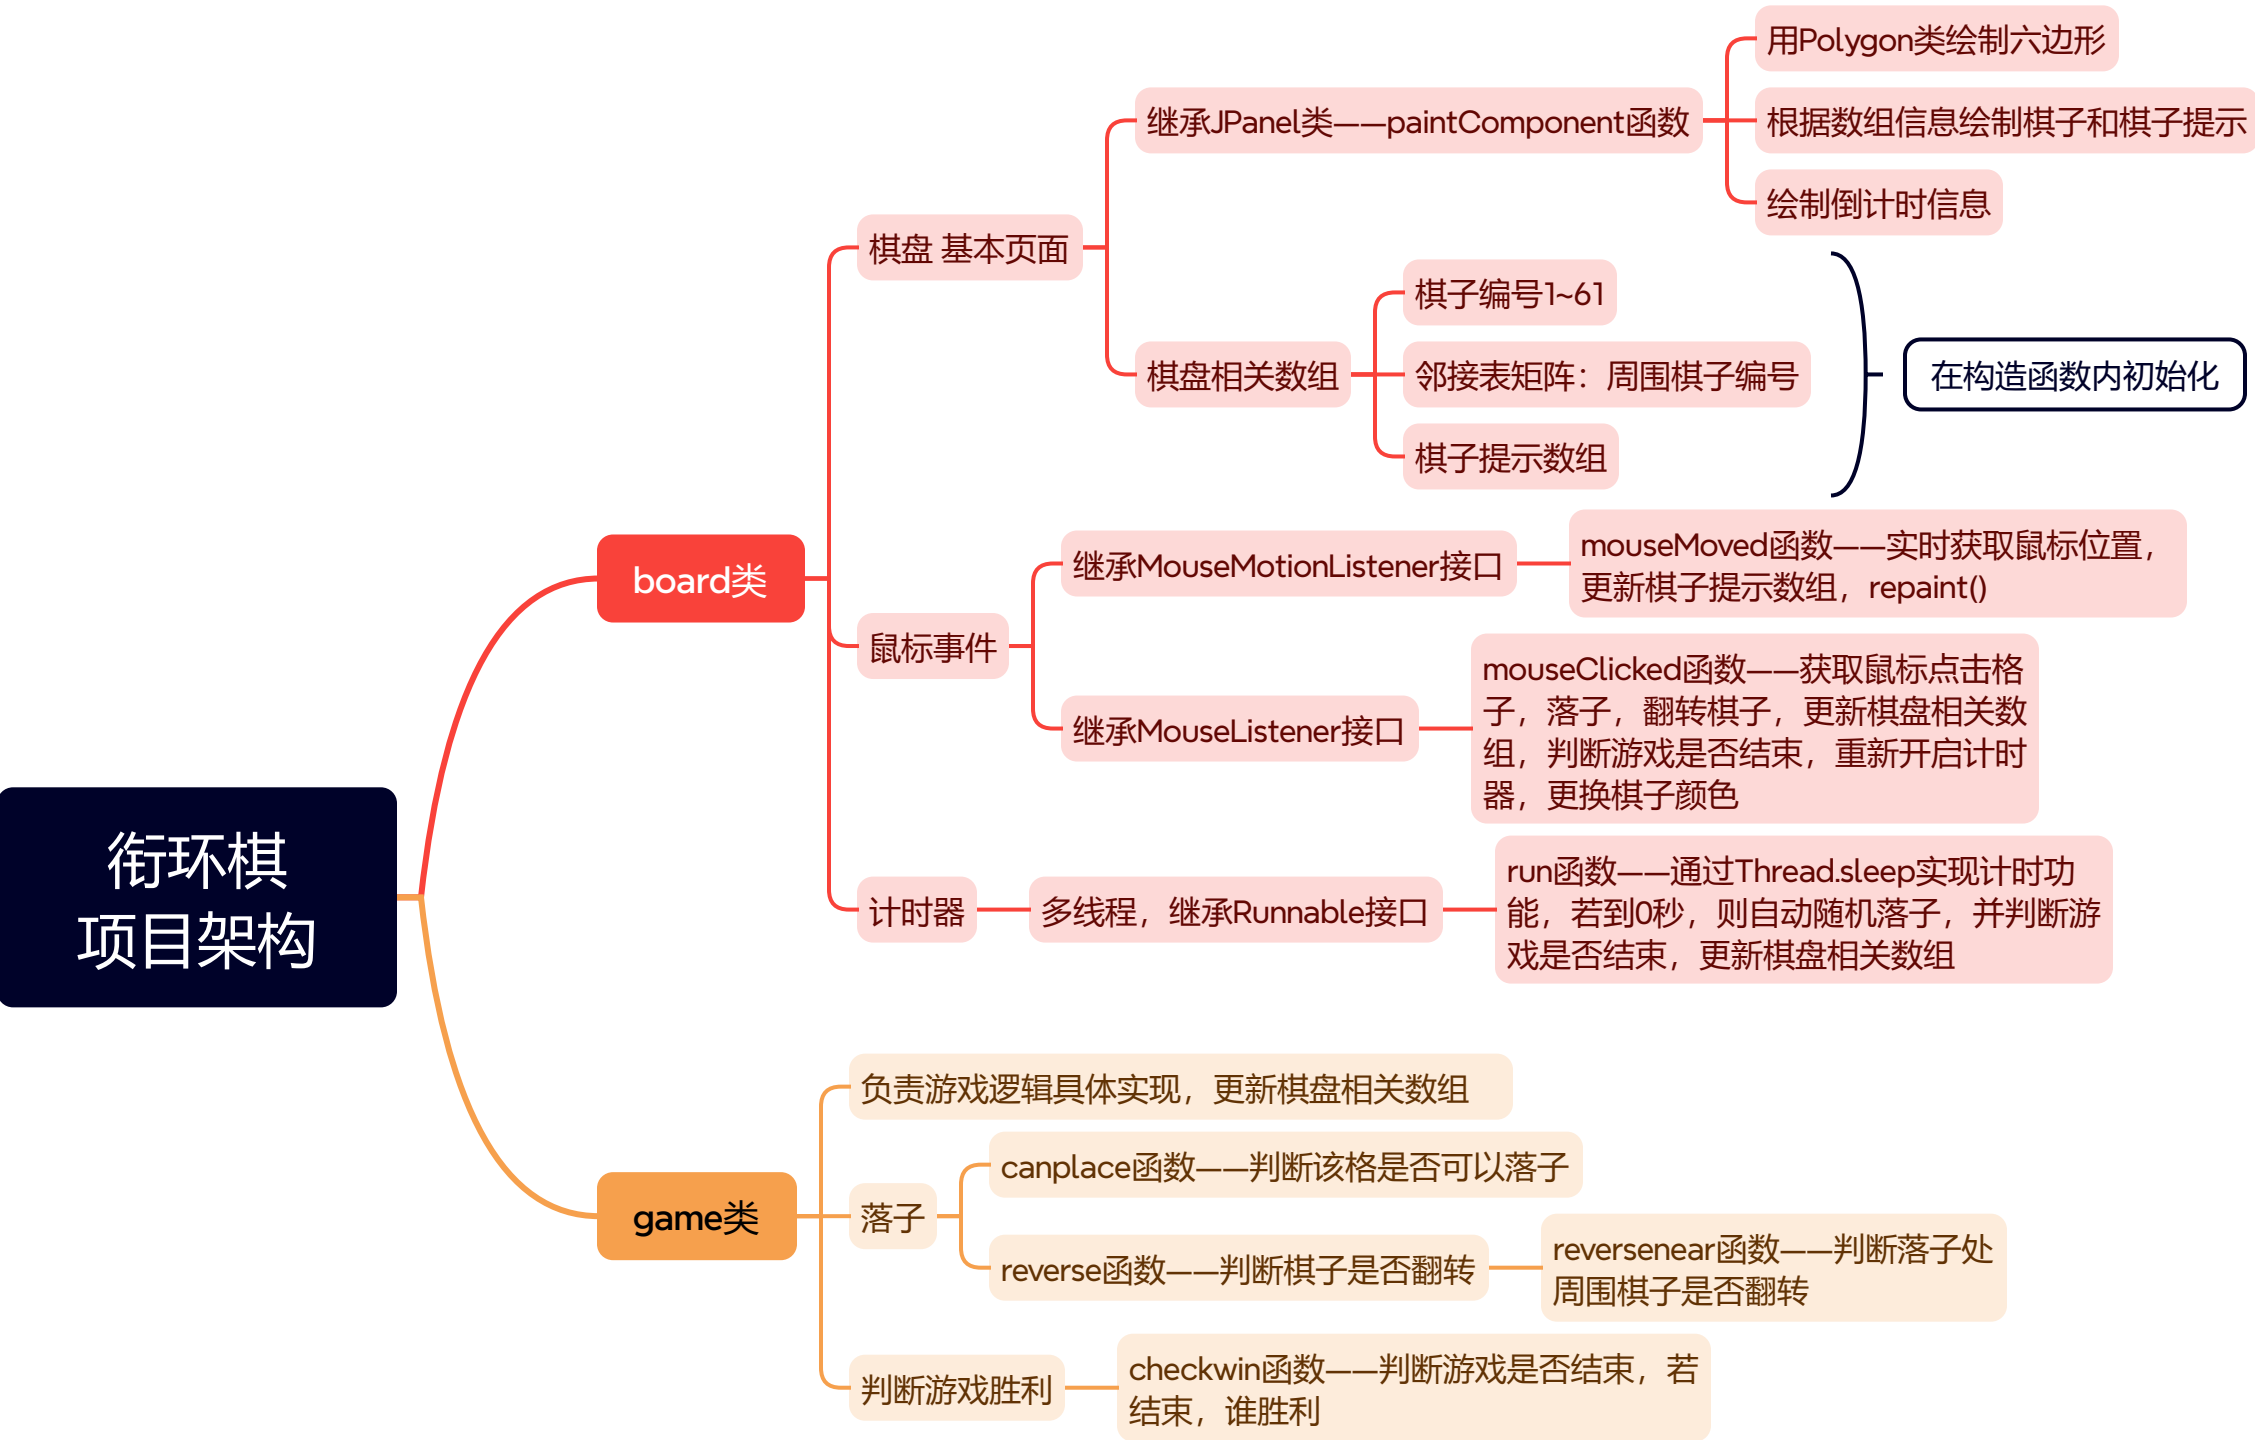 用Polygon类绘制六边形
继承JPanel类——paintComponent函数
根据数组信息绘制棋子和棋子提示
绘制倒计时信息
棋盘 基本页面
棋子编号1~61
棋盘相关数组
邻接表矩阵：周围棋子编号
在构造函数内初始化
棋子提示数组
board类
鼠标事件
继承MouseMotionListener接口
mouseMoved函数——实时获取鼠标位置，
更新棋子提示数组，repaint()
继承MouseListener接口
mouseClicked函数——获取鼠标点击格
子，落子，翻转棋子，更新棋盘相关数
组，判断游戏是否结束，重新开启计时
器，更换棋子颜色
计时器
多线程，继承Runnable接口
run函数——通过Thread.sleep实现计时功
能，若到0秒，则自动随机落子，并判断游
戏是否结束，更新棋盘相关数组
衔环棋
项目架构
负责游戏逻辑具体实现，更新棋盘相关数组
game类
落子
canplace函数——判断该格是否可以落子
reverse函数——判断棋子是否翻转
reversenear函数——判断落子处
周围棋子是否翻转
判断游戏胜利
checkwin函数——判断游戏是否结束，若
结束，谁胜利